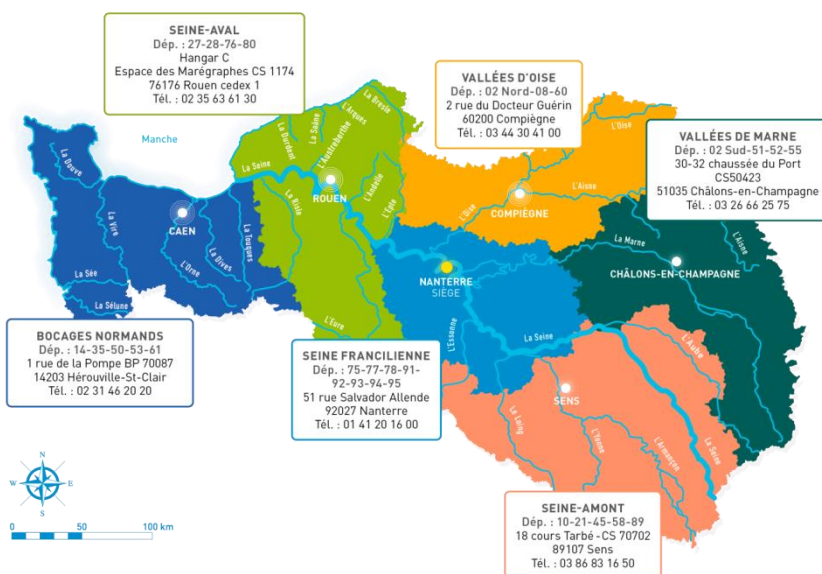 SEINE-AVAL
Dép. : 27-28-76-80
Hangar C
Espace des Marégraphes CS 1174
76176 Rouen cedex 1
Tél. : 02 35 63 61 30
VALLÉES D'OISE
Dép. : 02 Nord-08-60
2 rue du Docteur Guérin
60200 Compiègne
Tél. : 03 44 30 41 00
VALLÉES DE MARNE
Dép. : 02 Sud-51-52-55
30-32 chaussée du Port
CS50423
51035 Châlons-en-Champagne
Tél. : 03 26 66 25 75
Manche
La Douve
La Vire
La Sée
La Sélune
CAEN
L'Orne
La Dives
La Touques
La Seine
La Durdent
La Saâne
L'Austreberthe
L'Arques
La Bresle
ROUEN
La Risle
L'Andelle
L'Epte
L'Eure
L'Oise
L'Oise
L'Aisne
COMPIÈGNE
L'Aisne
La Marne
CHÂLONS-EN-CHAMPAGNE
NANTERRE
SIÈGE
L'Essonne
La Seine
L'Aube
SENS
Le Loing
L'Yonne
L'Armançon
La Seine
BOCAGES NORMANDS
Dép. : 14-35-50-53-61
1 rue de la Pompe BP 70087
14203 Hérouville-St-Clair
Tél. : 02 31 46 20 20
SEINE FRANCILIENNE
Dép. : 75-77-78-91-
92-93-94-95
51 rue Salvador Allende
92027 Nanterre
Tél. : 01 41 20 16 00
SEINE-AMONT
Dép. : 10-21-45-58-89
18 cours Tarbé -CS 70702
89107 Sens
Tél. : 03 86 83 16 50
N
W E
S
0 50 100 km